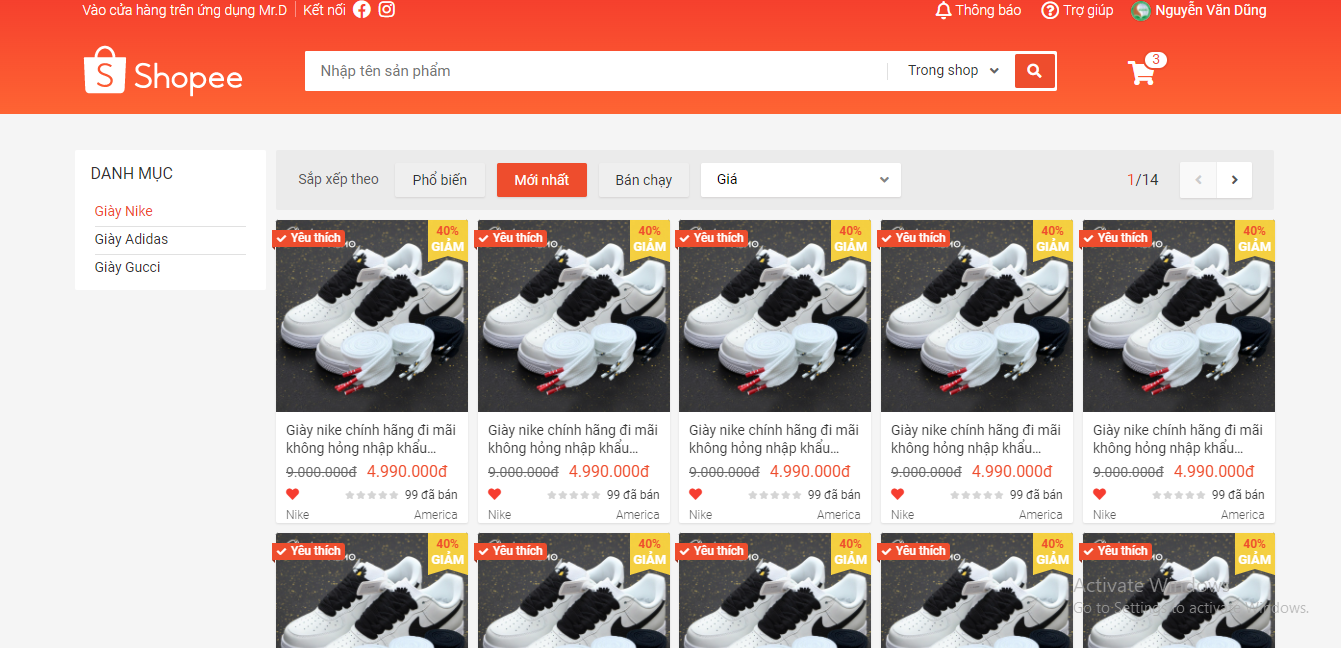 Vào cửa hàng trên ứng dụng Mr.D Kết nối Thông báo Trợ giúp Nguyễn Văn Dũng
Shopee
Nhập tên sản phẩm Trong shop 3
DANH MỤC
Giày Nike
Giày Adidas
Giày Gucci
Sắp xếp theo Phổ biến Mới nhất Bán chạy Giá 1/14
Yêu thích 40% GIẢM Yêu thích 40% GIẢM Yêu thích 40% GIẢM Yêu thích 40% GIẢM Yêu thích 40% GIẢM
Giày nike chính hãng đi mãi Giày nike chính hãng đi mãi Giày nike chính hãng đi mãi Giày nike chính hãng đi mãi Giày nike chính hãng đi mãi
không hỏng nhập khẩu... không hỏng nhập khẩu... không hỏng nhập khẩu... không hỏng nhập khẩu... không hỏng nhập khẩu...
9.000.000đ 4.990.000đ 9.000.000đ 4.990.000đ 9.000.000đ 4.990.000đ 9.000.000đ 4.990.000đ 9.000.000đ 4.990.000đ
99 đã bán 99 đã bán 99 đã bán 99 đã bán 99 đã bán
Nike America Nike America Nike America Nike America Nike America
Yêu thích 40% GIẢM Yêu thích 40% GIẢM Yêu thích 40% GIẢM Yêu thích 40% GIẢM Yêu thích 40% GIẢM
Activate Windows
Go to Settings to activate Windows.